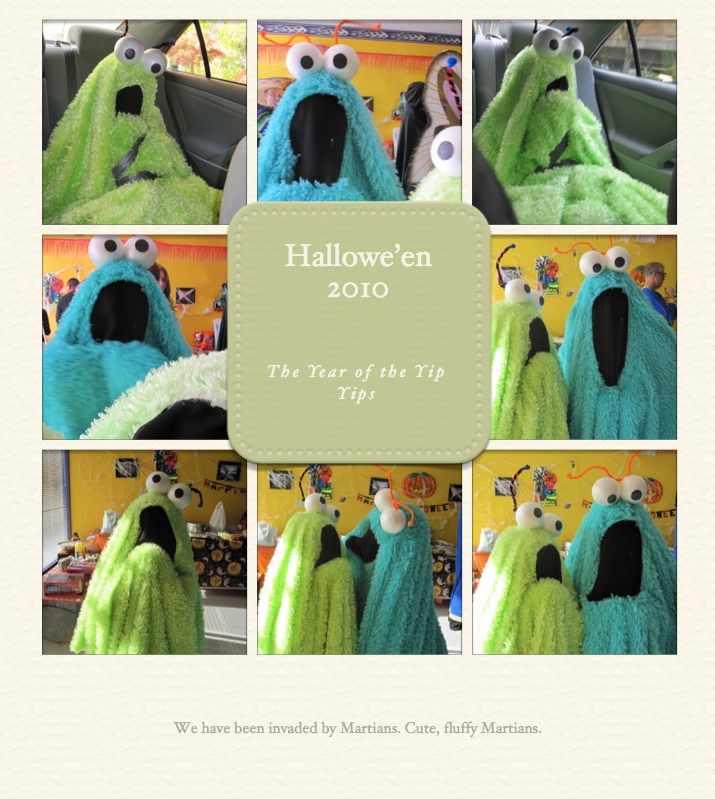 Hallowe'en
2010
The Year of the Yip
Yips
We have been invaded by Martians. Cute, fluffy Martians.